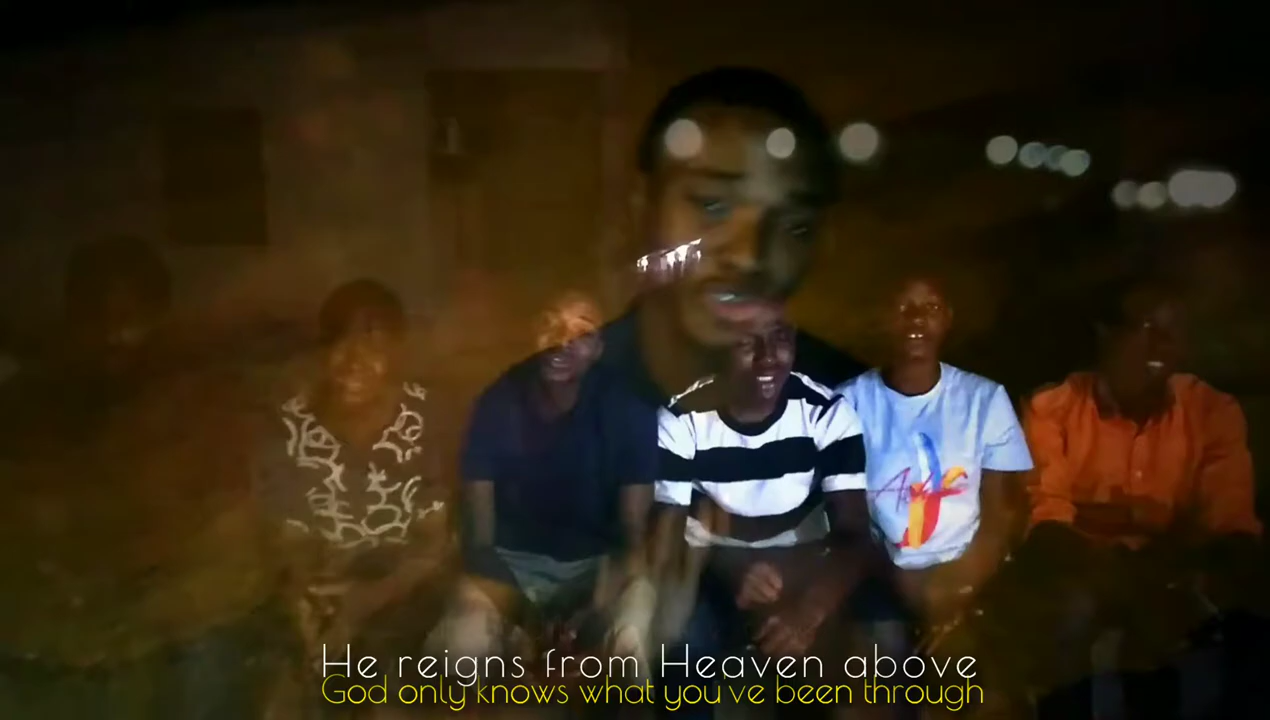 He reigns from Heaven above
God only knows what you've been through